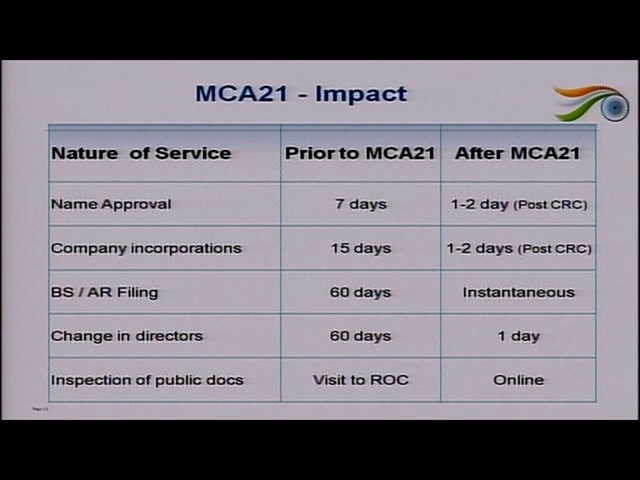 MCA21 - Impact
Nature of Service Prior to MCA21 After MCA21
Name Approval 7 days 1-2 day (Post CRC)
Company incorporations 15 days 1-2 days (Post CRC)
BS / AR Filing 60 days Instantaneous
Change in directors 60 days 1 day
Inspection of public docs Visit to ROC Online